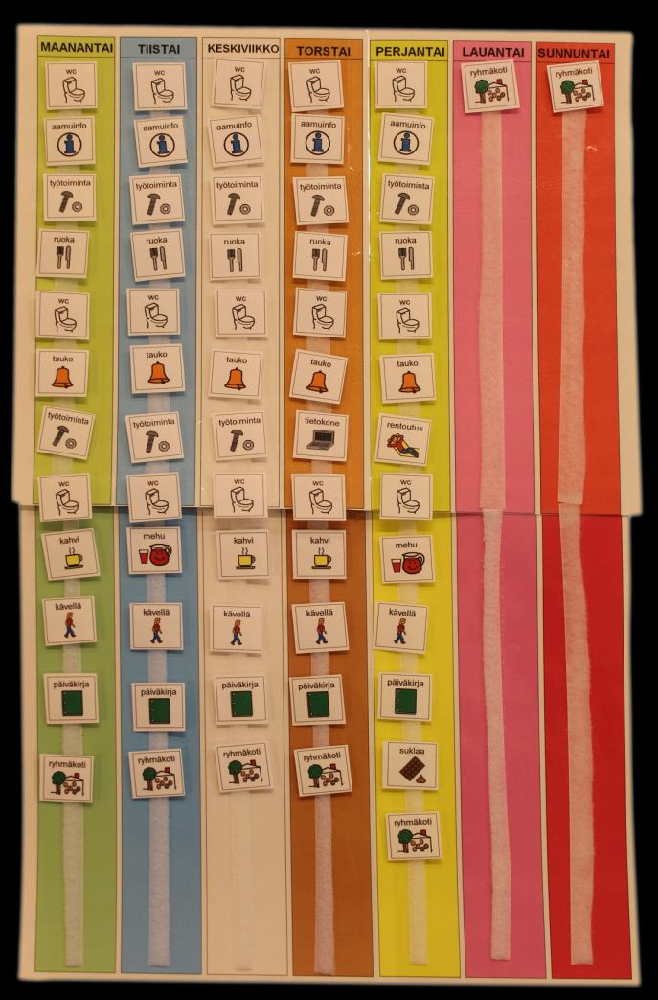 MAANANTAI
wc
aamuinfo
työtoiminta
ruoka
wc
tauko
työtoiminta
wc
kahvi
kävellä
päiväkirja
ryhmäkoti
TIISTAI
wc
aamuinfo
työtoiminta
ruoka
wc
tauko
työtoiminta
wc
mehu
kävellä
päiväkirja
ryhmäkoti
KESKIVIIKKO
wc
aamuinfo
työtoiminta
ruoka
wc
tauko
työtoiminta
wc
kahvi
kävellä
päiväkirja
ryhmäkoti
TORSTAI
wc
aamuinfo
työtoiminta
ruoka
wc
tauko
tietokone
wc
kahvi
kävellä
päiväkirja
ryhmäkoti
PERJANTAI
wc
aamuinfo
työtoiminta
ruoka
wc
tauko
rentoutus
wc
mehu
kävellä
päiväkirja
suklaa
ryhmäkoti
LAUANTAI
ryhmäkoti
SUNNUNTAI
ryhmäkoti